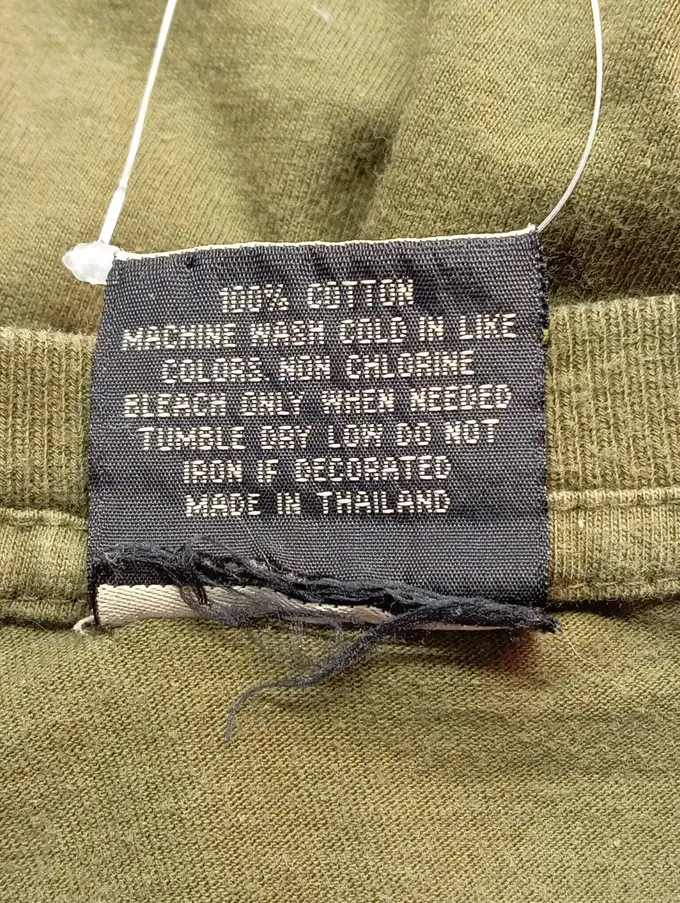 100% COTTON
MACHINE WASH COLD IN LIKE
COLORS NON CHLORINE
BLEACH ONLY WHEN NEEDED
TUMBLE DRY LOW DO NOT
IRON IF DECORATED
MADE IN THAILAND